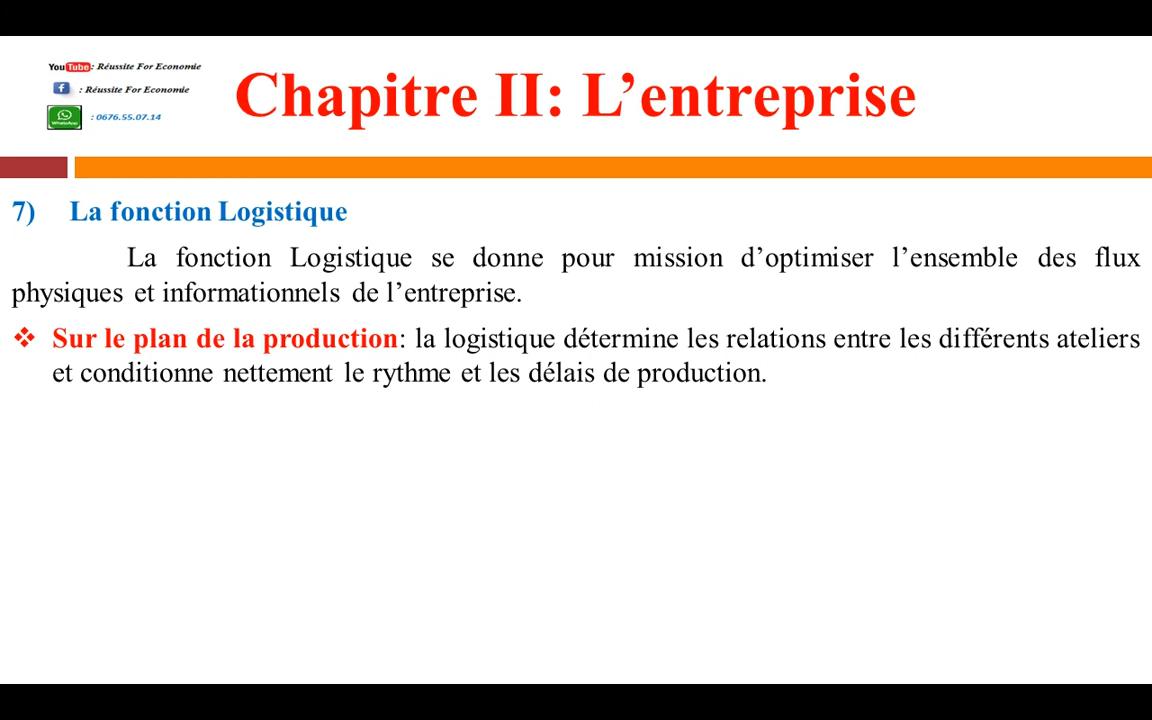 YouTube : Réussite For Economie
f : Réussite For Economie
WhatsApp : 0676.55.07.14
Chapitre II: L’entreprise
7) La fonction Logistique
La fonction Logistique se donne pour mission d’optimiser l’ensemble des flux
physiques et informationnels de l’entreprise.
❖ Sur le plan de la production: la logistique détermine les relations entre les différents ateliers
et conditionne nettement le rythme et les délais de production.